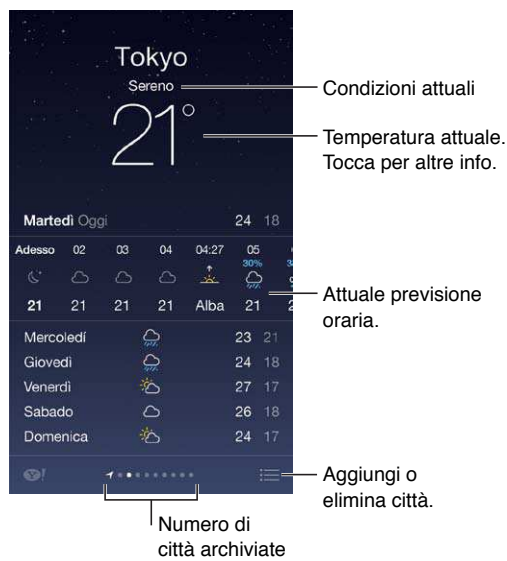 Tokyo
Sereno
21°
Condizioni attuali
Temperatura attuale.
Tocca per altre info.
Martedì Oggi 24 18
Adesso 02 03 04 04:27 05
30%
21 21 21 21 Alba 21
Attuale previsione
oraria.
Mercoledí 23 21
Giovedì 24 18
Venerdì 27 17
Sabado 26 18
Domenica 24 17
Y!
Aggiungi o
elimina città.
Numero di
città archiviate